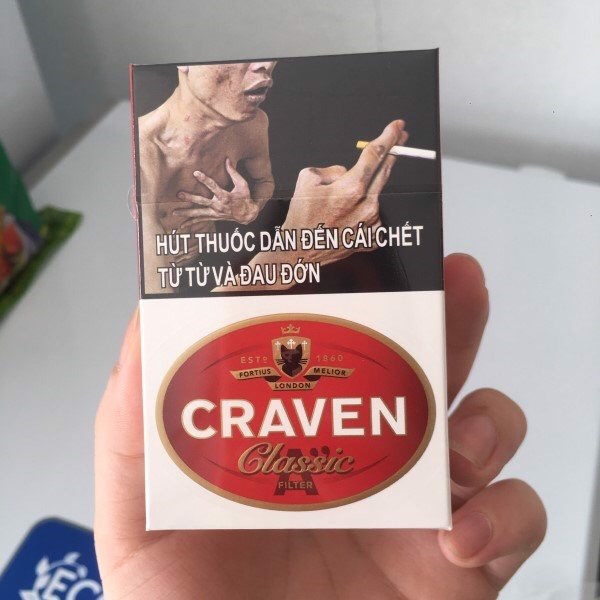 HÚT THUỐC DẪN ĐẾN CÁI CHẾT
TỪ TỪ VÀ ĐAU ĐỚN
ESTD 1860
FORTIUS MELIOR
LONDON
CRAVEN
Classic
"A"
FILTER